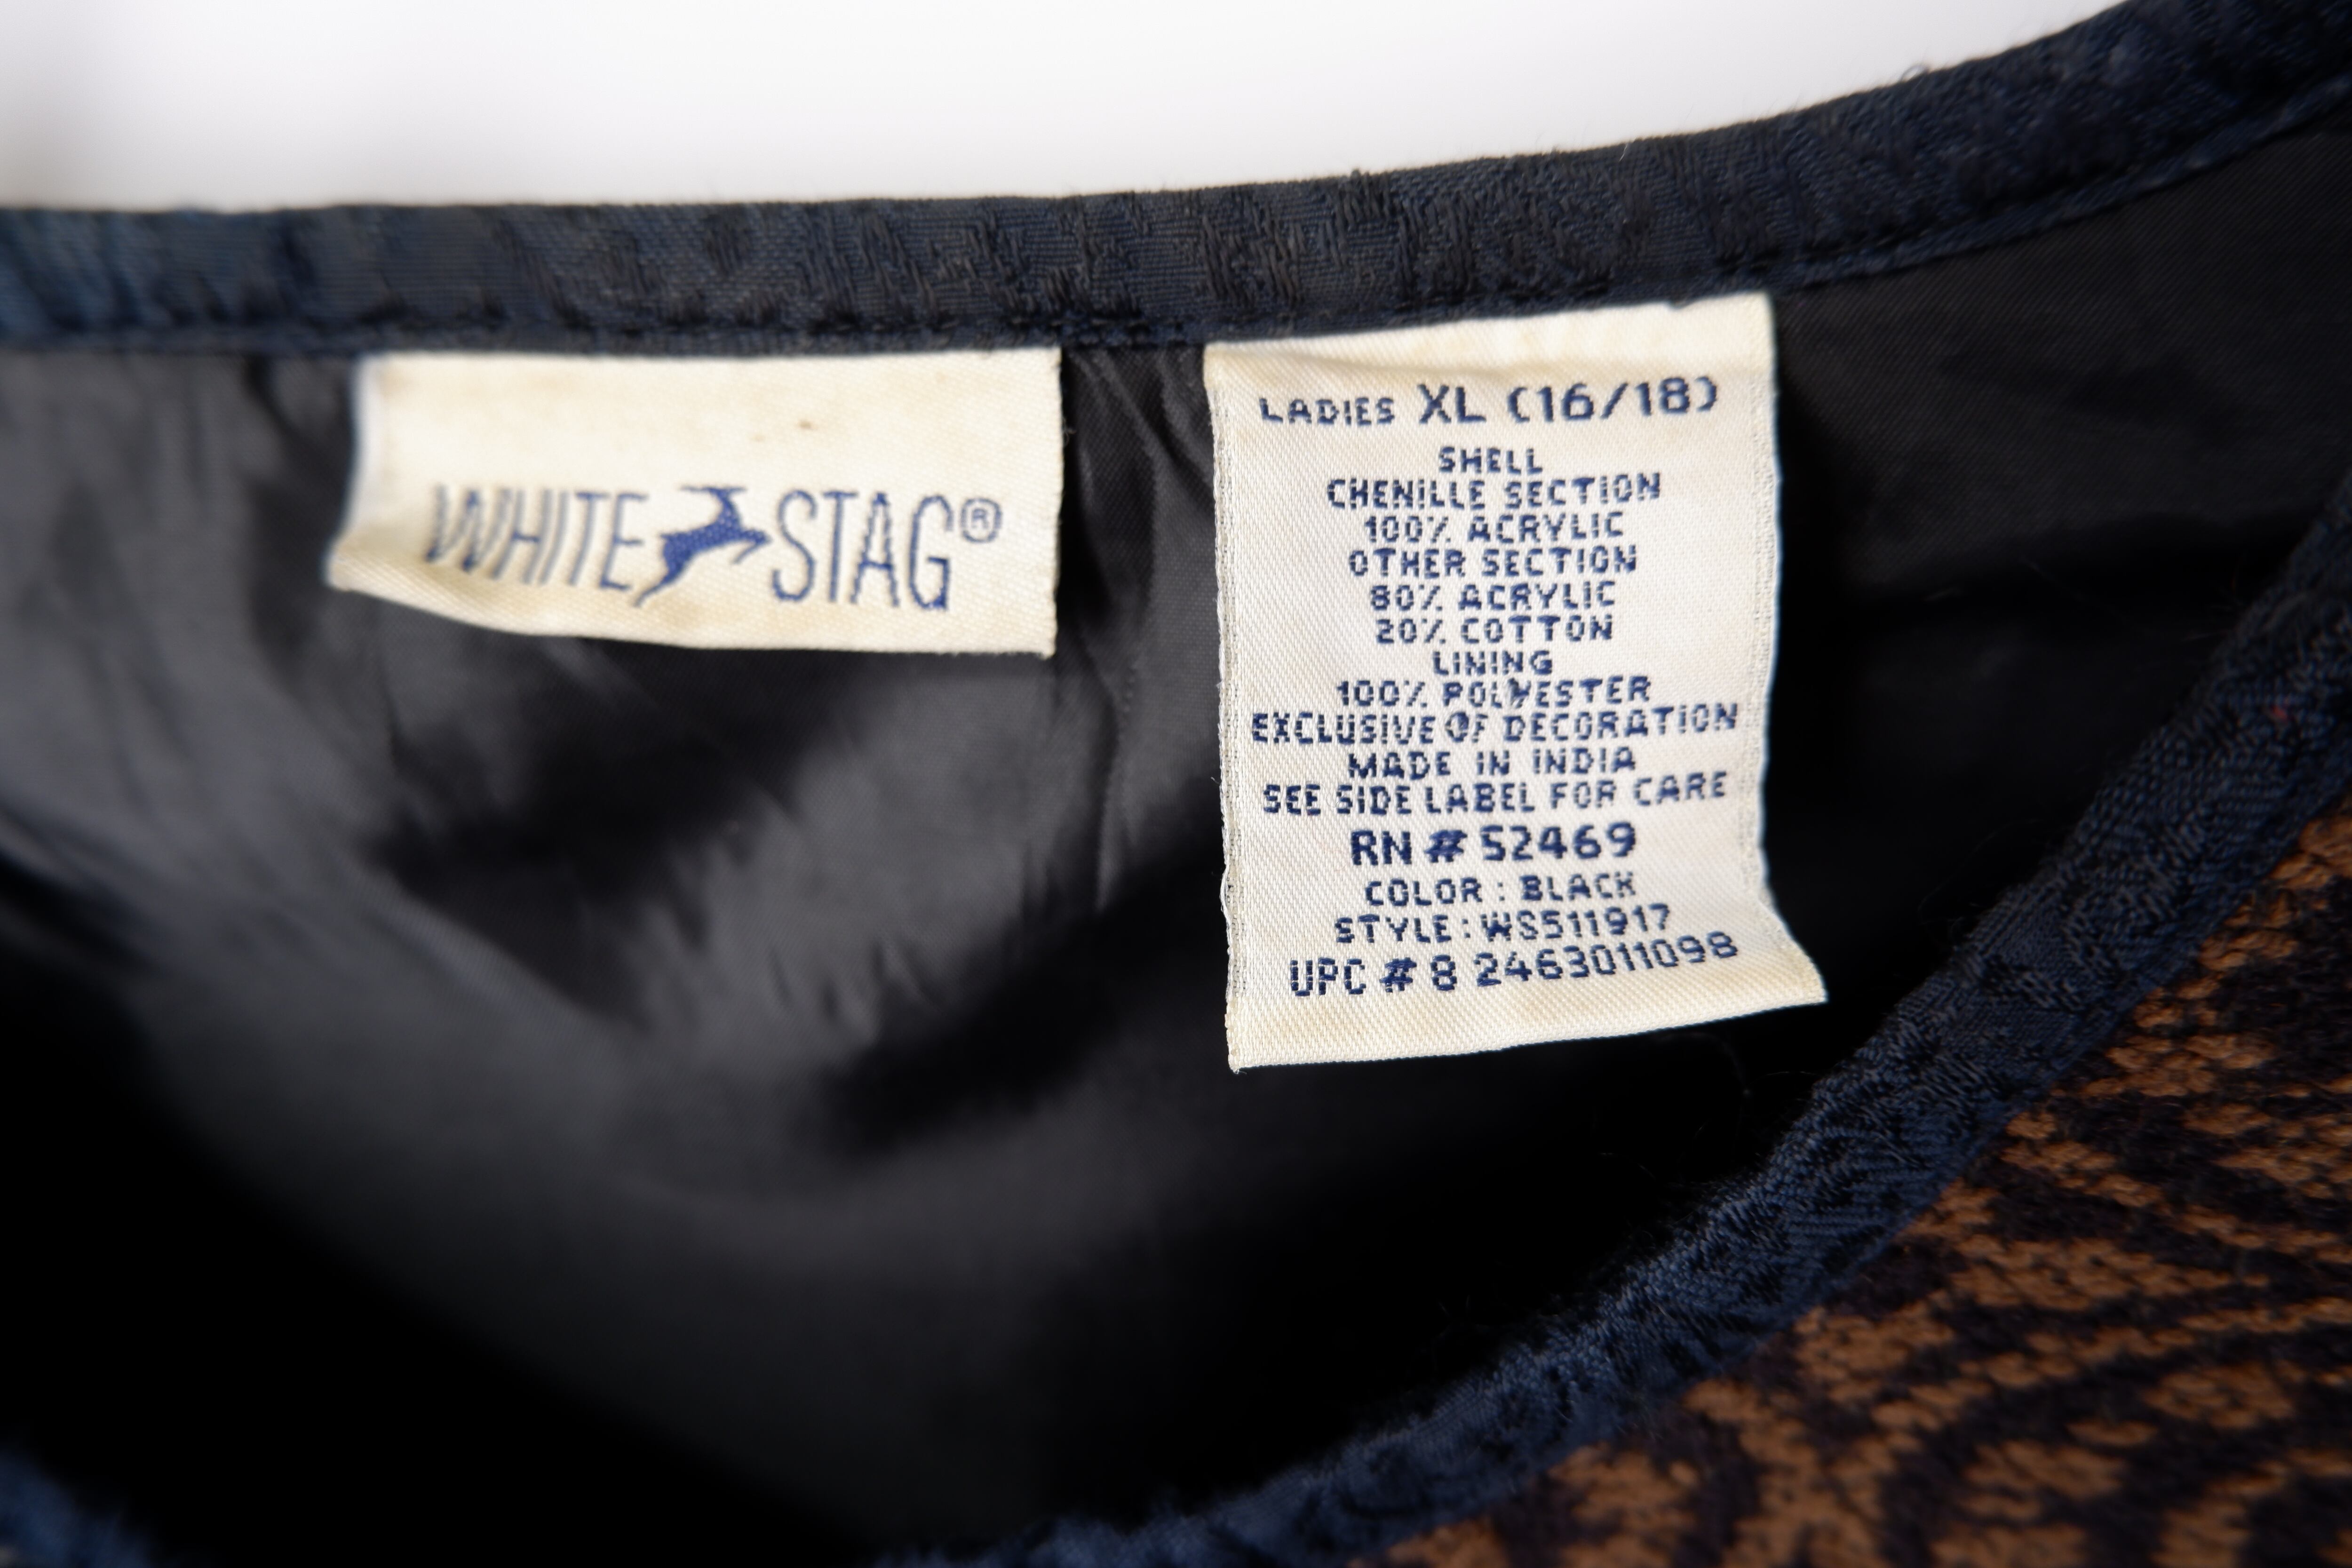 WHITE STAG®
LADIES XL (16/18)
SHELL
CHENILLE SECTION
100% ACRYLIC
OTHER SECTION
80% ACRYLIC
20% COTTON
LINING
100% POLYESTER
EXCLUSIVE OF DECORATION
MADE IN INDIA
SEE SIDE LABEL FOR CARE
RN # 52469
COLOR : BLACK
STYLE : WS511917
UPC # 8 2463011098